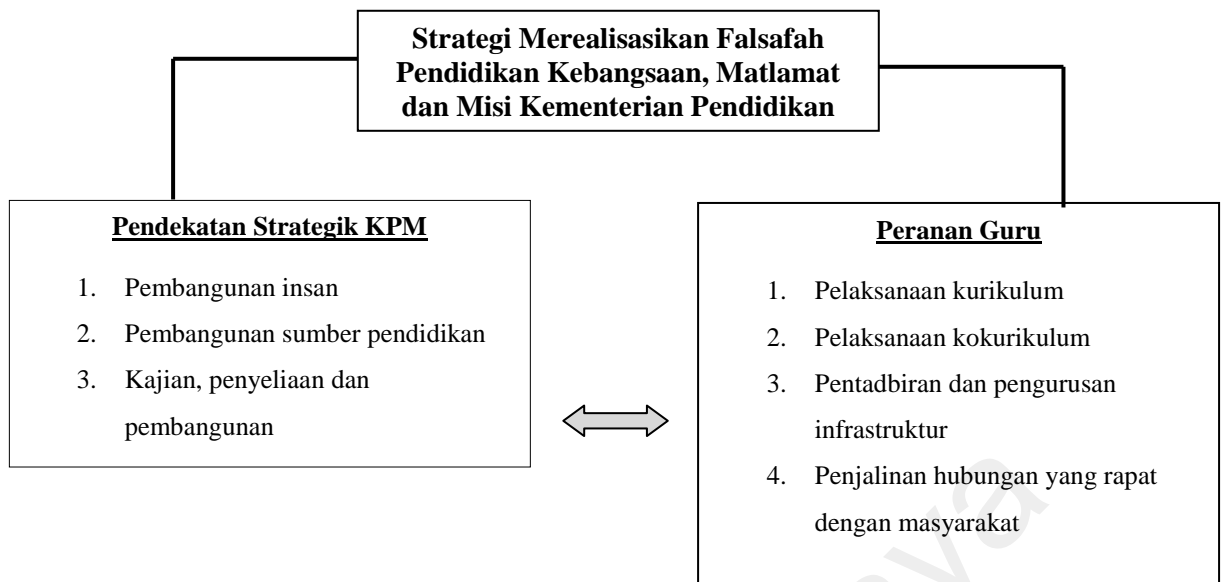 Strategi Merealisasikan Falsafah
Pendidikan Kebangsaan, Matlamat
dan Misi Kementerian Pendidikan
Pendekatan Strategik KPM
1. Pembangunan insan
2. Pembangunan sumber pendidikan
3. Kajian, penyeliaan dan
pembangunan
Peranan Guru
1. Pelaksanaan kurikulum
2. Pelaksanaan kokurikulum
3. Pentadbiran dan pengurusan
infrastruktur
4. Penjalinan hubungan yang rapat
dengan masyarakat